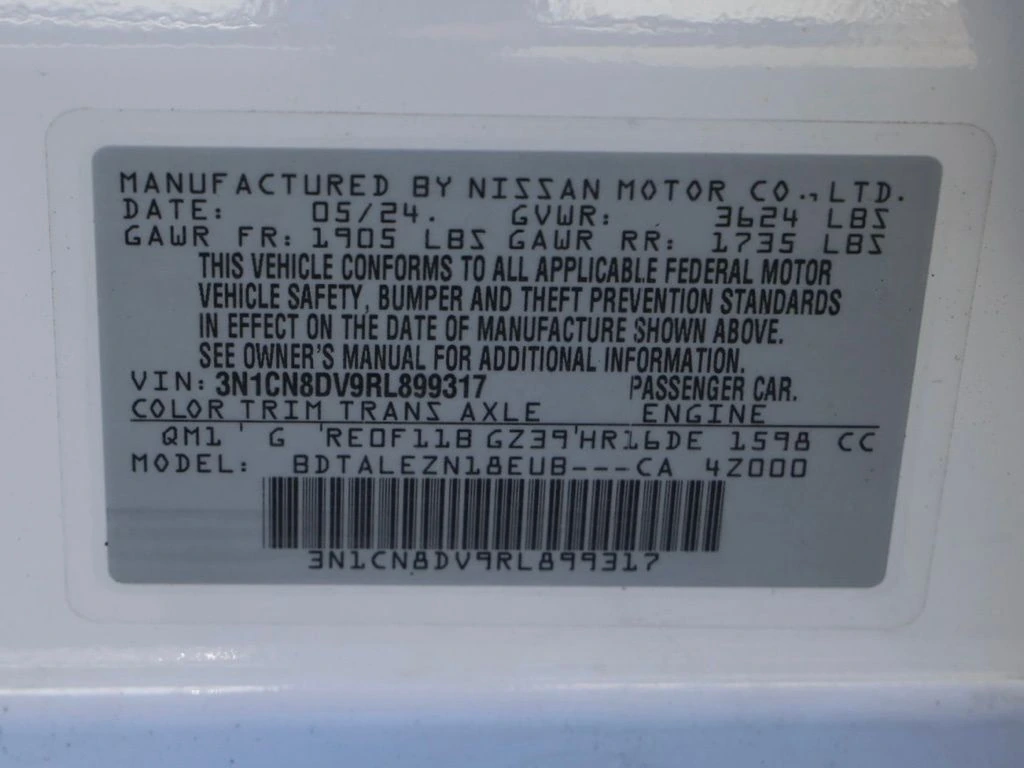 MANUFACTURED BY NISSAN MOTOR CO.,LTD.
DATE: 05/24. GVWR: 3624 LBS
GAWR FR: 1905 LBS GAWR RR: 1735 LBS
THIS VEHICLE CONFORMS TO ALL APPLICABLE FEDERAL MOTOR
VEHICLE SAFETY, BUMPER AND THEFT PREVENTION STANDARDS
IN EFFECT ON THE DATE OF MANUFACTURE SHOWN ABOVE.
SEE OWNER'S MANUAL FOR ADDITIONAL INFORMATION.
VIN: 3N1CN8DV9RL899317 PASSENGER CAR.
COLOR TRIM TRANS AXLE ENGINE
QM1 ' G 'RE0F11B GZ39'HR16DE 1598 CC
MODEL: BDTALEZN18EUB---CA 4Z000
3N1CN8DV9RL899317